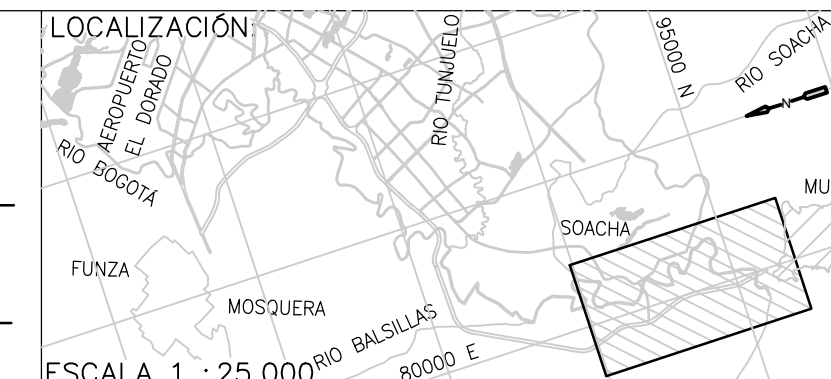 LOCALIZACIÓN:
AEROPUERTO
EL DORADO
RIO BOGOTÁ
RIO TUNJUELO
95000 N
RIO SOACHA
N
MU
SOACHA
FUNZA
MOSQUERA
RIO BALSILLAS
80000 E
ESCALA 1 : 25.000